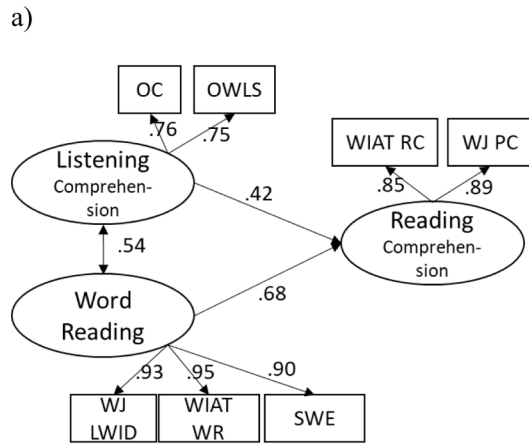 a)
OC
OWLS
.76
.75
WIAT RC
WJ PC
Listening
Comprehen-
sion
.85
.89
.42
Reading
Comprehen-
sion
.54
Word
Reading
.68
.93
.95
.90
WJ
LWID
WIAT
WR
SWE